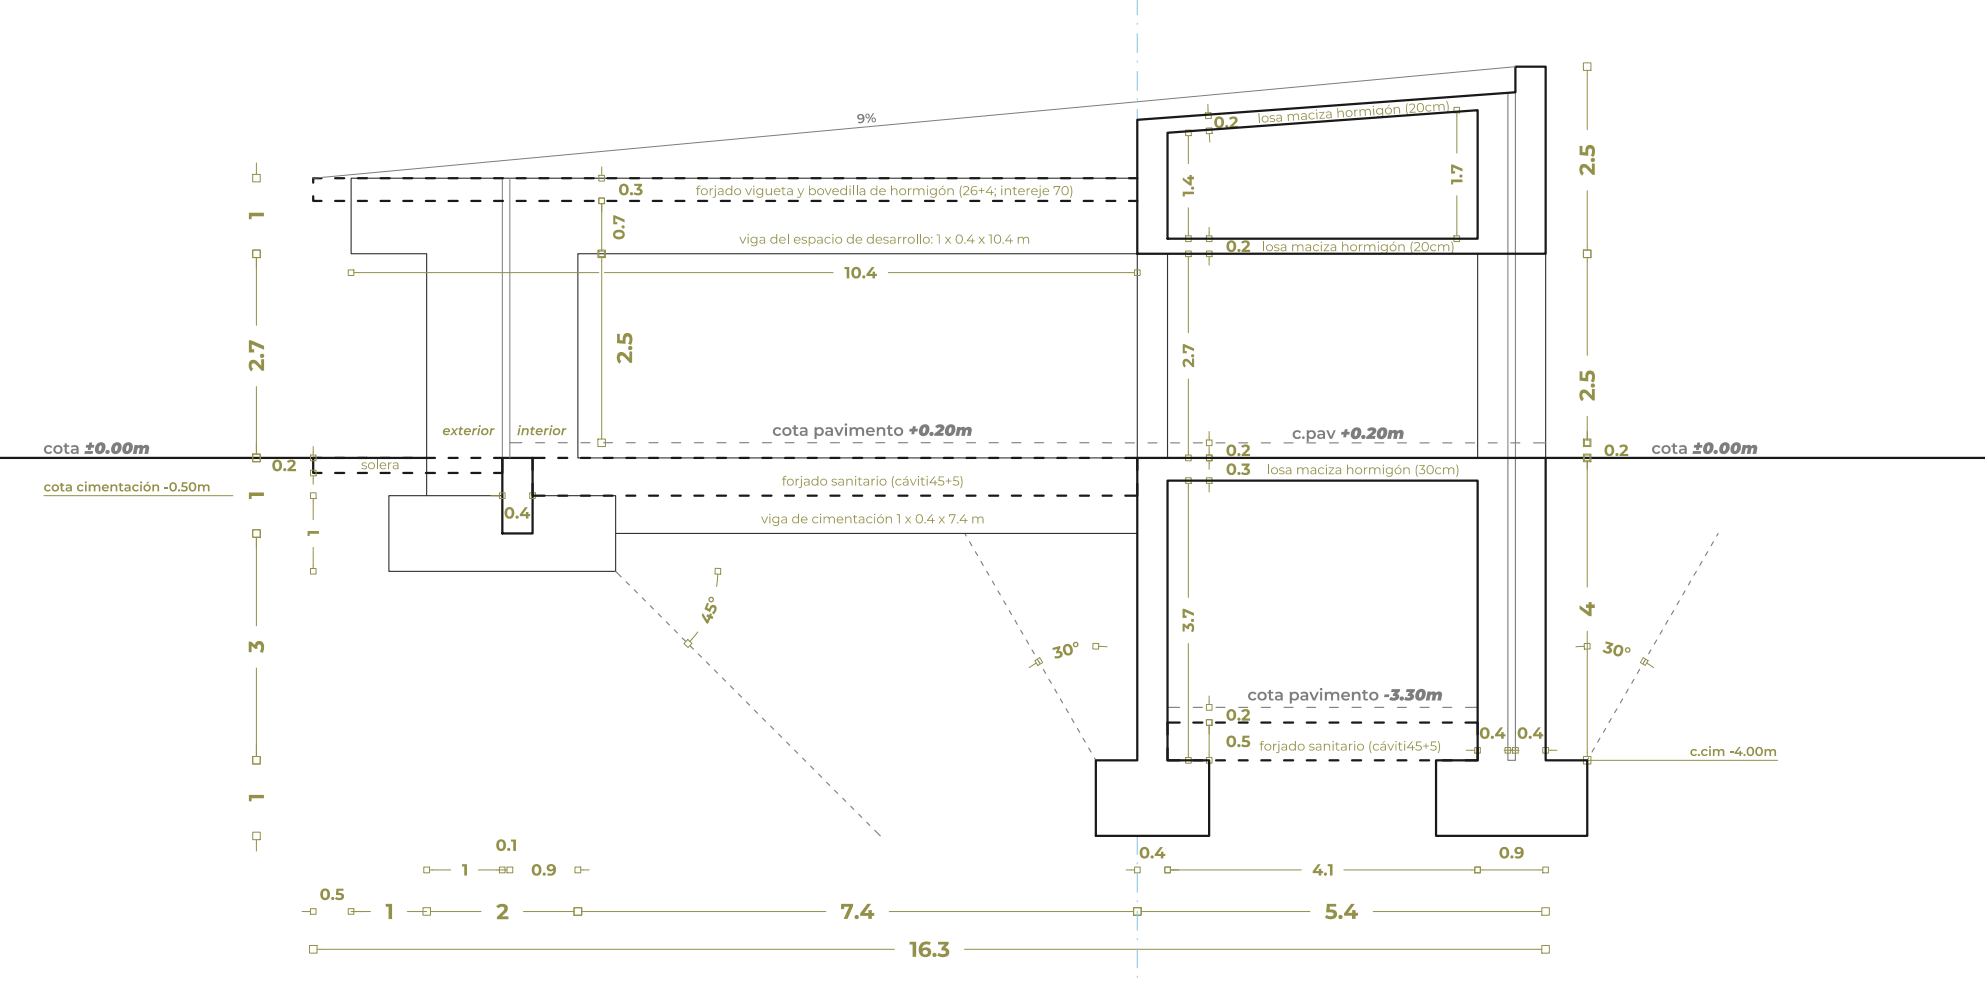 9%
0.2
losa maciza hormigón (20cm)
1.4
1.7
2.5
1
0.3
forjado vigueta y bovedilla de hormigón (26+4; intereje 70)
0.7
viga del espacio de desarrollo: 1 x 0.4 x 10.4 m
0.2
losa maciza hormigón (20cm)
10.4
2.7
2.5
2.7
2.5
exterior
interior
cota pavimento +0.20m
c.pav +0.20m
cota ±0.00m
0.2
0.2
cota ±0.00m
0.2
solera
0.3
losa maciza hormigón (30cm)
cota cimentación -0.50m
1
forjado sanitario (cáviti45+5)
0.4
viga de cimentación 1 x 0.4 x 7.4 m
1
45°
30°
3.7
4
30°
3
cota pavimento -3.30m
0.2
0.5
forjado sanitario (cáviti45+5)
0.4
0.4
c.cim -4.00m
1
0.1
0.4
0.9
1
0.9
4.1
0.5
1
2
7.4
5.4
16.3